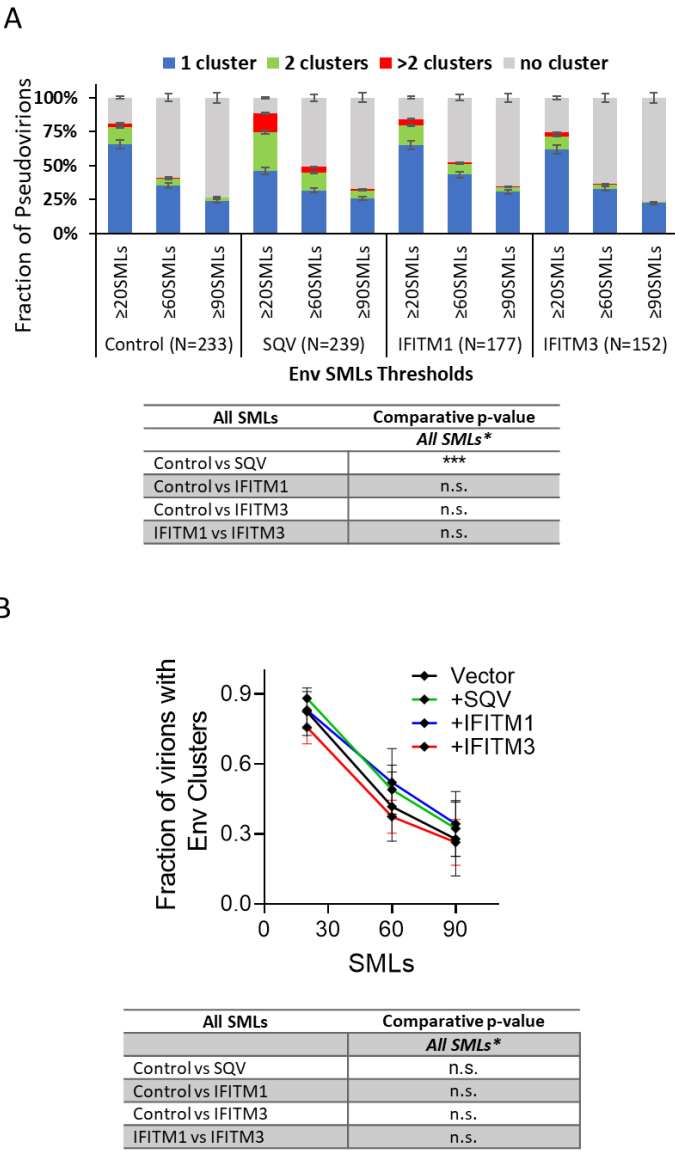 A
1 cluster 2 clusters >2 clusters no cluster
Fraction of Pseudovirions
100%
75%
50%
25%
0%
≥20SMLs ≥60SMLs ≥90SMLs ≥20SMLs ≥60SMLs ≥90SMLs ≥20SMLs ≥60SMLs ≥90SMLs ≥20SMLs ≥60SMLs ≥90SMLs
Control (N=233) SQV (N=239) IFITM1 (N=177) IFITM3 (N=152)
Env SMLs Thresholds
All SMLs Comparative p-value
All SMLs*
Control vs SQV ***
Control vs IFITM1 n.s.
Control vs IFITM3 n.s.
IFITM1 vs IFITM3 n.s.
B
Fraction of virions with
Env Clusters
0.9
0.6
0.3
0.0
0 30 60 90
SMLs
Vector
+SQV
+IFITM1
+IFITM3
All SMLs Comparative p-value
All SMLs*
Control vs SQV n.s.
Control vs IFITM1 n.s.
Control vs IFITM3 n.s.
IFITM1 vs IFITM3 n.s.